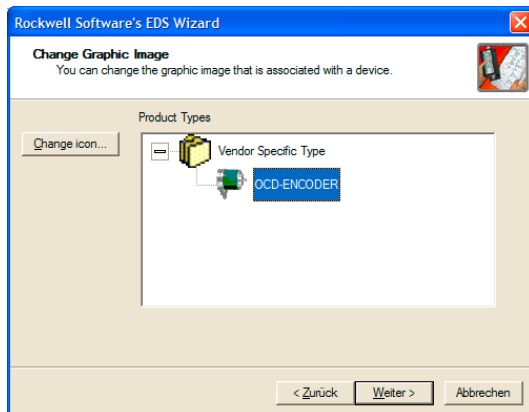 Rockwell Software's EDS Wizard
Change Graphic Image
You can change the graphic image that is associated with a device.
Product Types
Change icon...
Vendor Specific Type
OCD-ENCODER
< Zurück
Weiter >
Abbrechen